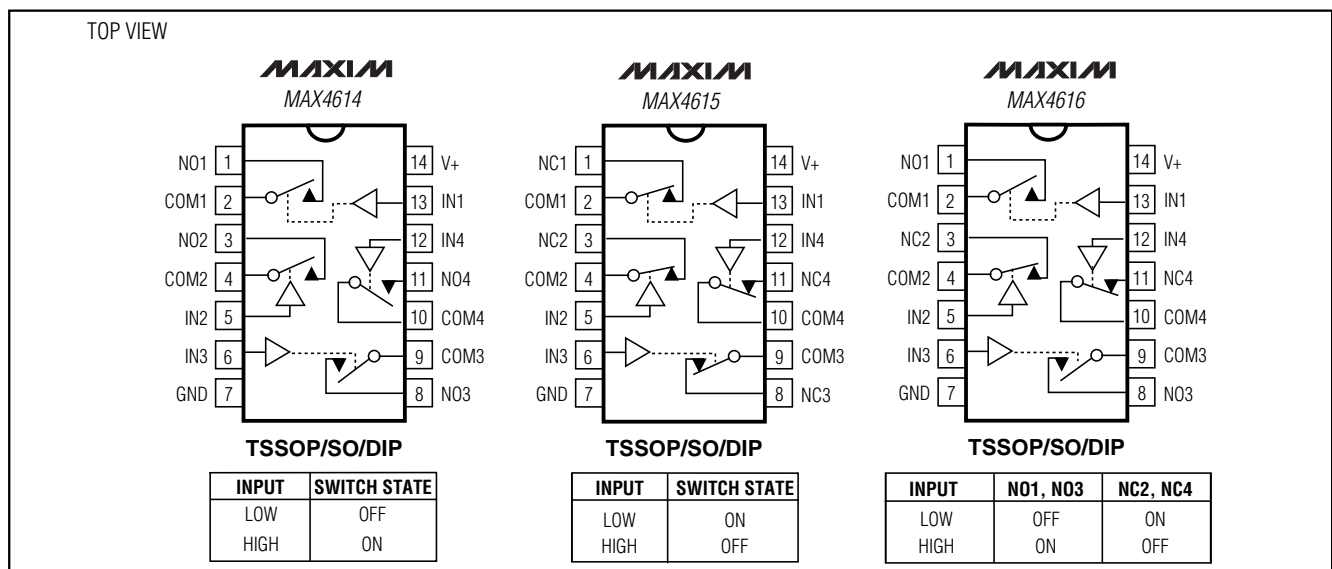 TOP VIEW
MAXIM
MAX4614
NO1 1
COM1 2
NO2 3
COM2 4
IN2 5
IN3 6
GND 7
14 V+
13 IN1
12 IN4
11 NO4
10 COM4
9 COM3
8 NO3
TSSOP/SO/DIP
INPUT SWITCH STATE
LOW OFF
HIGH ON
MAXIM
MAX4615
NC1 1
COM1 2
NC2 3
COM2 4
IN2 5
IN3 6
GND 7
14 V+
13 IN1
12 IN4
11 NC4
10 COM4
9 COM3
8 NC3
TSSOP/SO/DIP
INPUT SWITCH STATE
LOW ON
HIGH OFF
MAXIM
MAX4616
NO1 1
COM1 2
NC2 3
COM2 4
IN2 5
IN3 6
GND 7
14 V+
13 IN1
12 IN4
11 NC4
10 COM4
9 COM3
8 NO3
TSSOP/SO/DIP
INPUT NO1, NO3 NC2, NC4
LOW OFF ON
HIGH ON OFF